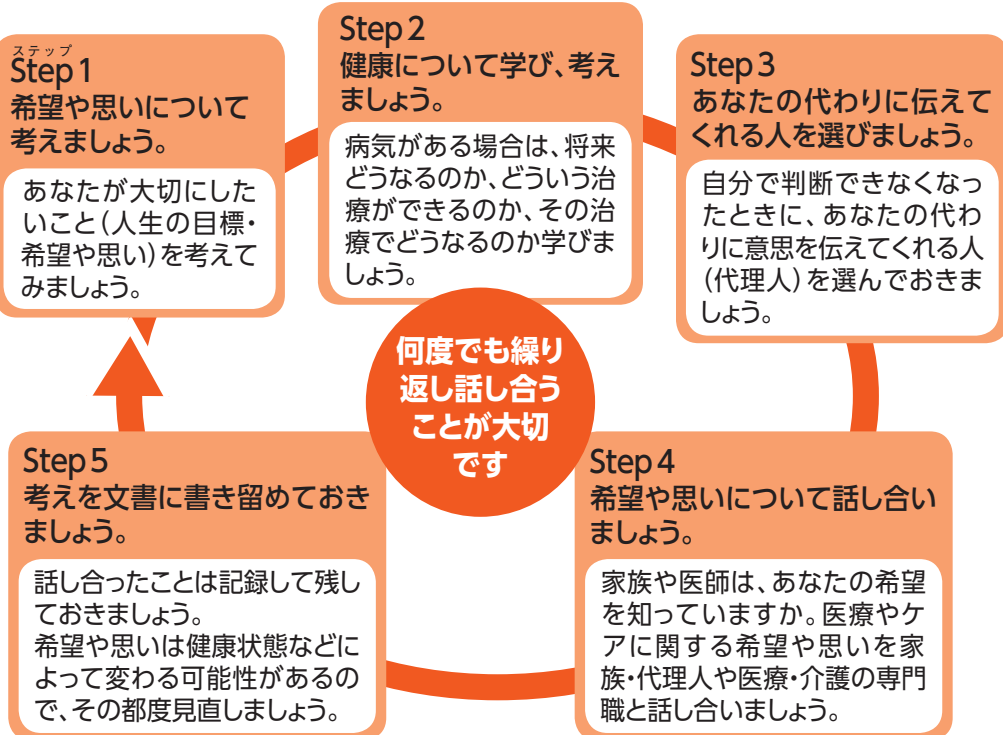 ステップ
Step1
希望や思いについて
考えましょう。
あなたが大切にした
いこと(人生の目標・
希望や思い)を考えて
みましょう。
Step2
健康について学び、考え
ましょう。
病気がある場合は、将来
どうなるのか、どういう治
療ができるのか、その治
療でどうなるのか学びま
しょう。
Step3
あなたの代わりに伝えて
くれる人を選びましょう。
自分で判断できなくなっ
たときに、あなたの代わ
りに意思を伝えてくれる人
(代理人)を選んでおきま
しょう。
何度でも繰り
返し話し合う
ことが大切
です
Step4
希望や思いについて話し合い
ましょう。
家族や医師は、あなたの希望
を知っていますか。医療やケ
アに関する希望や思いを家
族・代理人や医療・介護の専門
職と話し合いましょう。
Step5
考えを文書に書き留めておき
ましょう。
話し合ったことは記録して残し
ておきましょう。
希望や思いは健康状態などに
よって変わる可能性があるの
で、その都度見直しましょう。